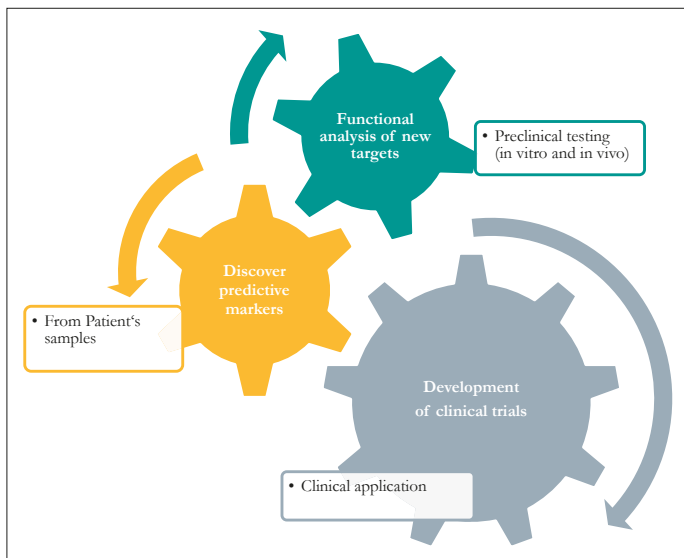 Functional
analysis of new
targets
• Preclinical testing
(in vitro and in vivo)
Discover
predictive
markers
• From Patient‘s
samples
Development
of clinical trials
• Clinical application